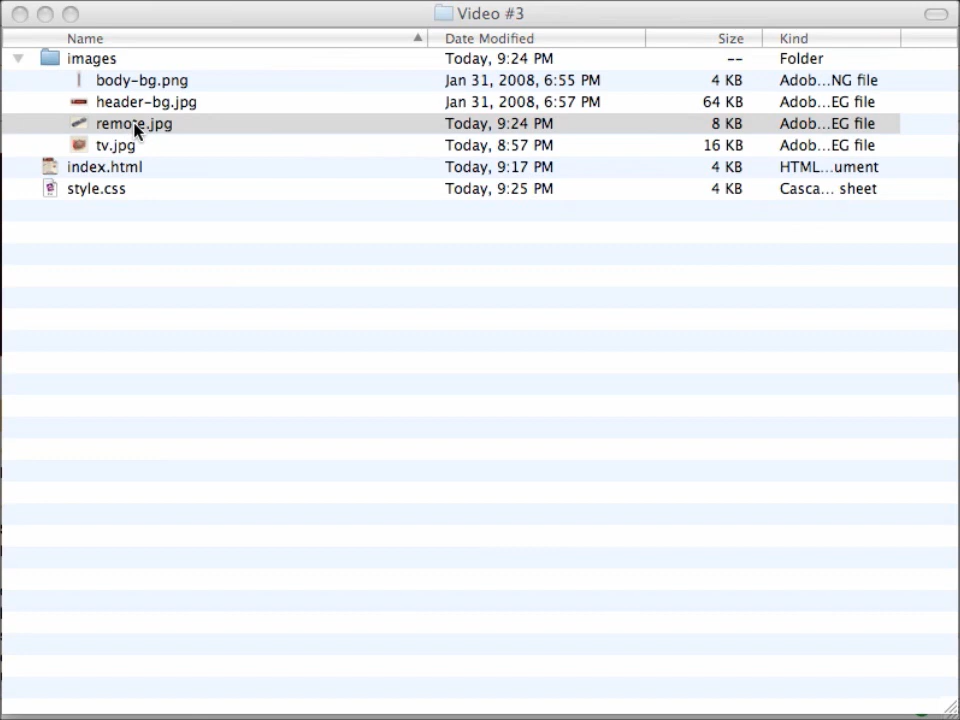 Video #3
Name Date Modified Size Kind
images Today, 9:24 PM -- Folder
body-bg.png Jan 31, 2008, 6:55 PM 4 KB Adob...NG file
header-bg.jpg Jan 31, 2008, 6:57 PM 64 KB Adob...EG file
remote.jpg Today, 9:24 PM 8 KB Adob...EG file
tv.jpg Today, 8:57 PM 16 KB Adob...EG file
index.html Today, 9:17 PM 4 KB HTML...ument
style.css Today, 9:25 PM 4 KB Casca... sheet